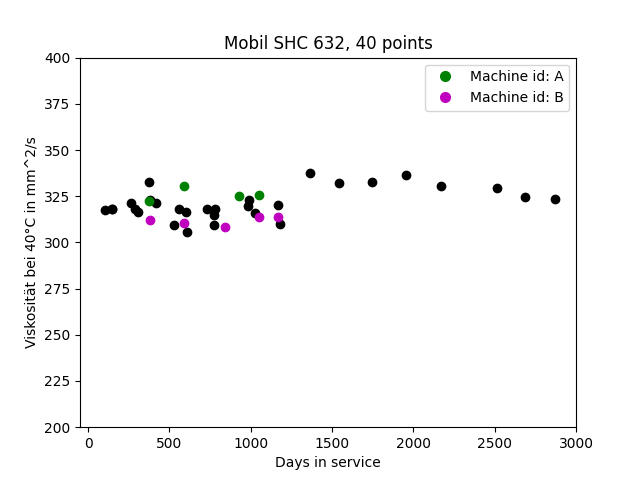 Mobil SHC 632, 40 points
Machine id: A
Machine id: B
Viskosität bei 40°C in mm^2/s
400
375
350
325
300
275
250
225
200
0 500 1000 1500 2000 2500 3000
Days in service